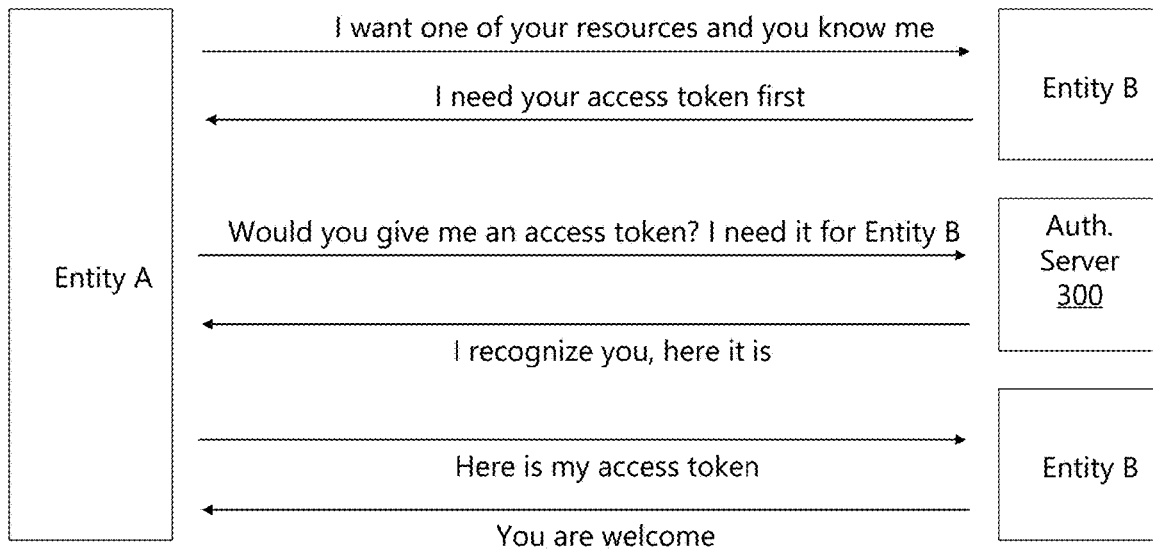 I want one of your resources and you know me
Entity B
I need your access token first
Would you give me an access token? I need it for Entity B
Auth.
Server
300
Entity A
I recognize you, here it is
Here is my access token
Entity B
You are welcome